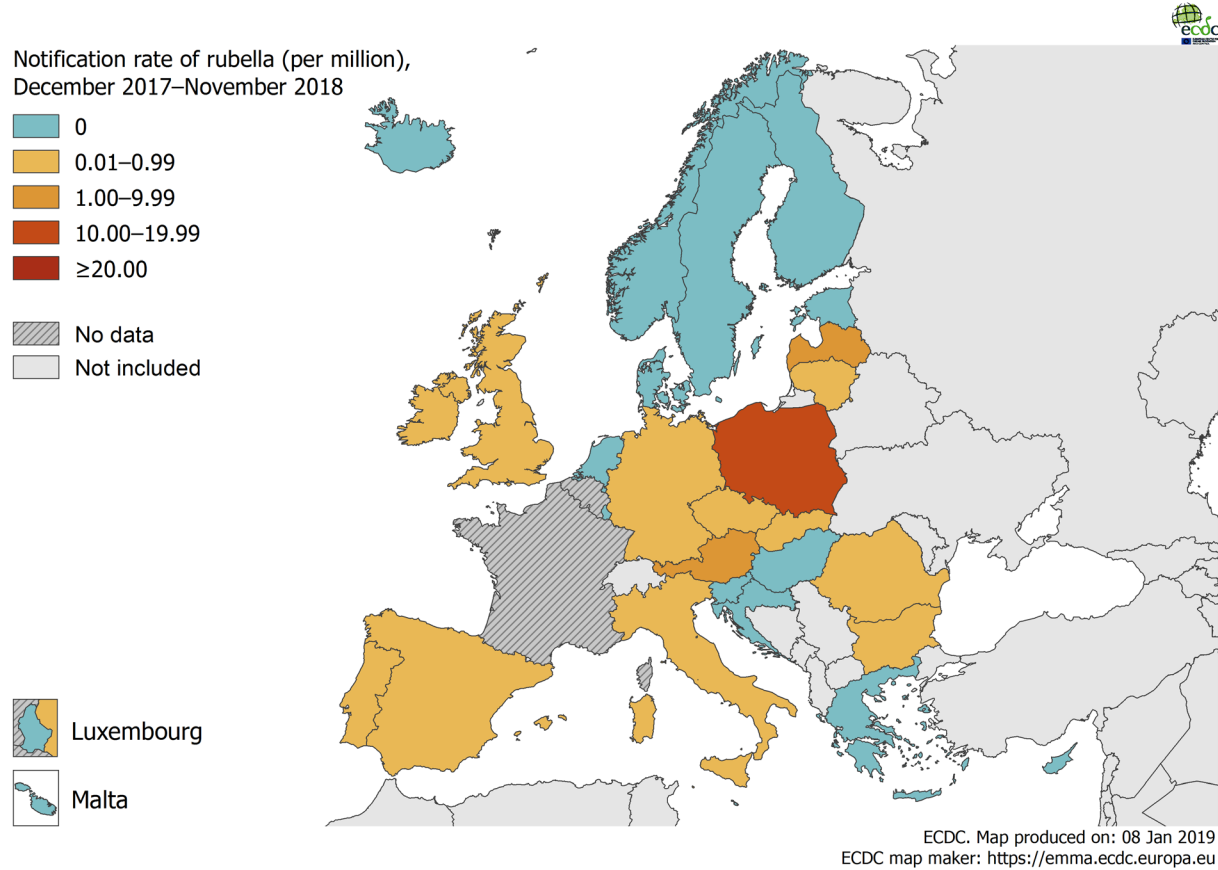 ecdc
Notification rate of rubella (per million),
December 2017–November 2018
0
0.01–0.99
1.00–9.99
10.00–19.99
≥20.00
No data
Not included
Luxembourg
Malta
ECDC. Map produced on: 08 Jan 2019
ECDC map maker: https://emma.ecdc.europa.eu